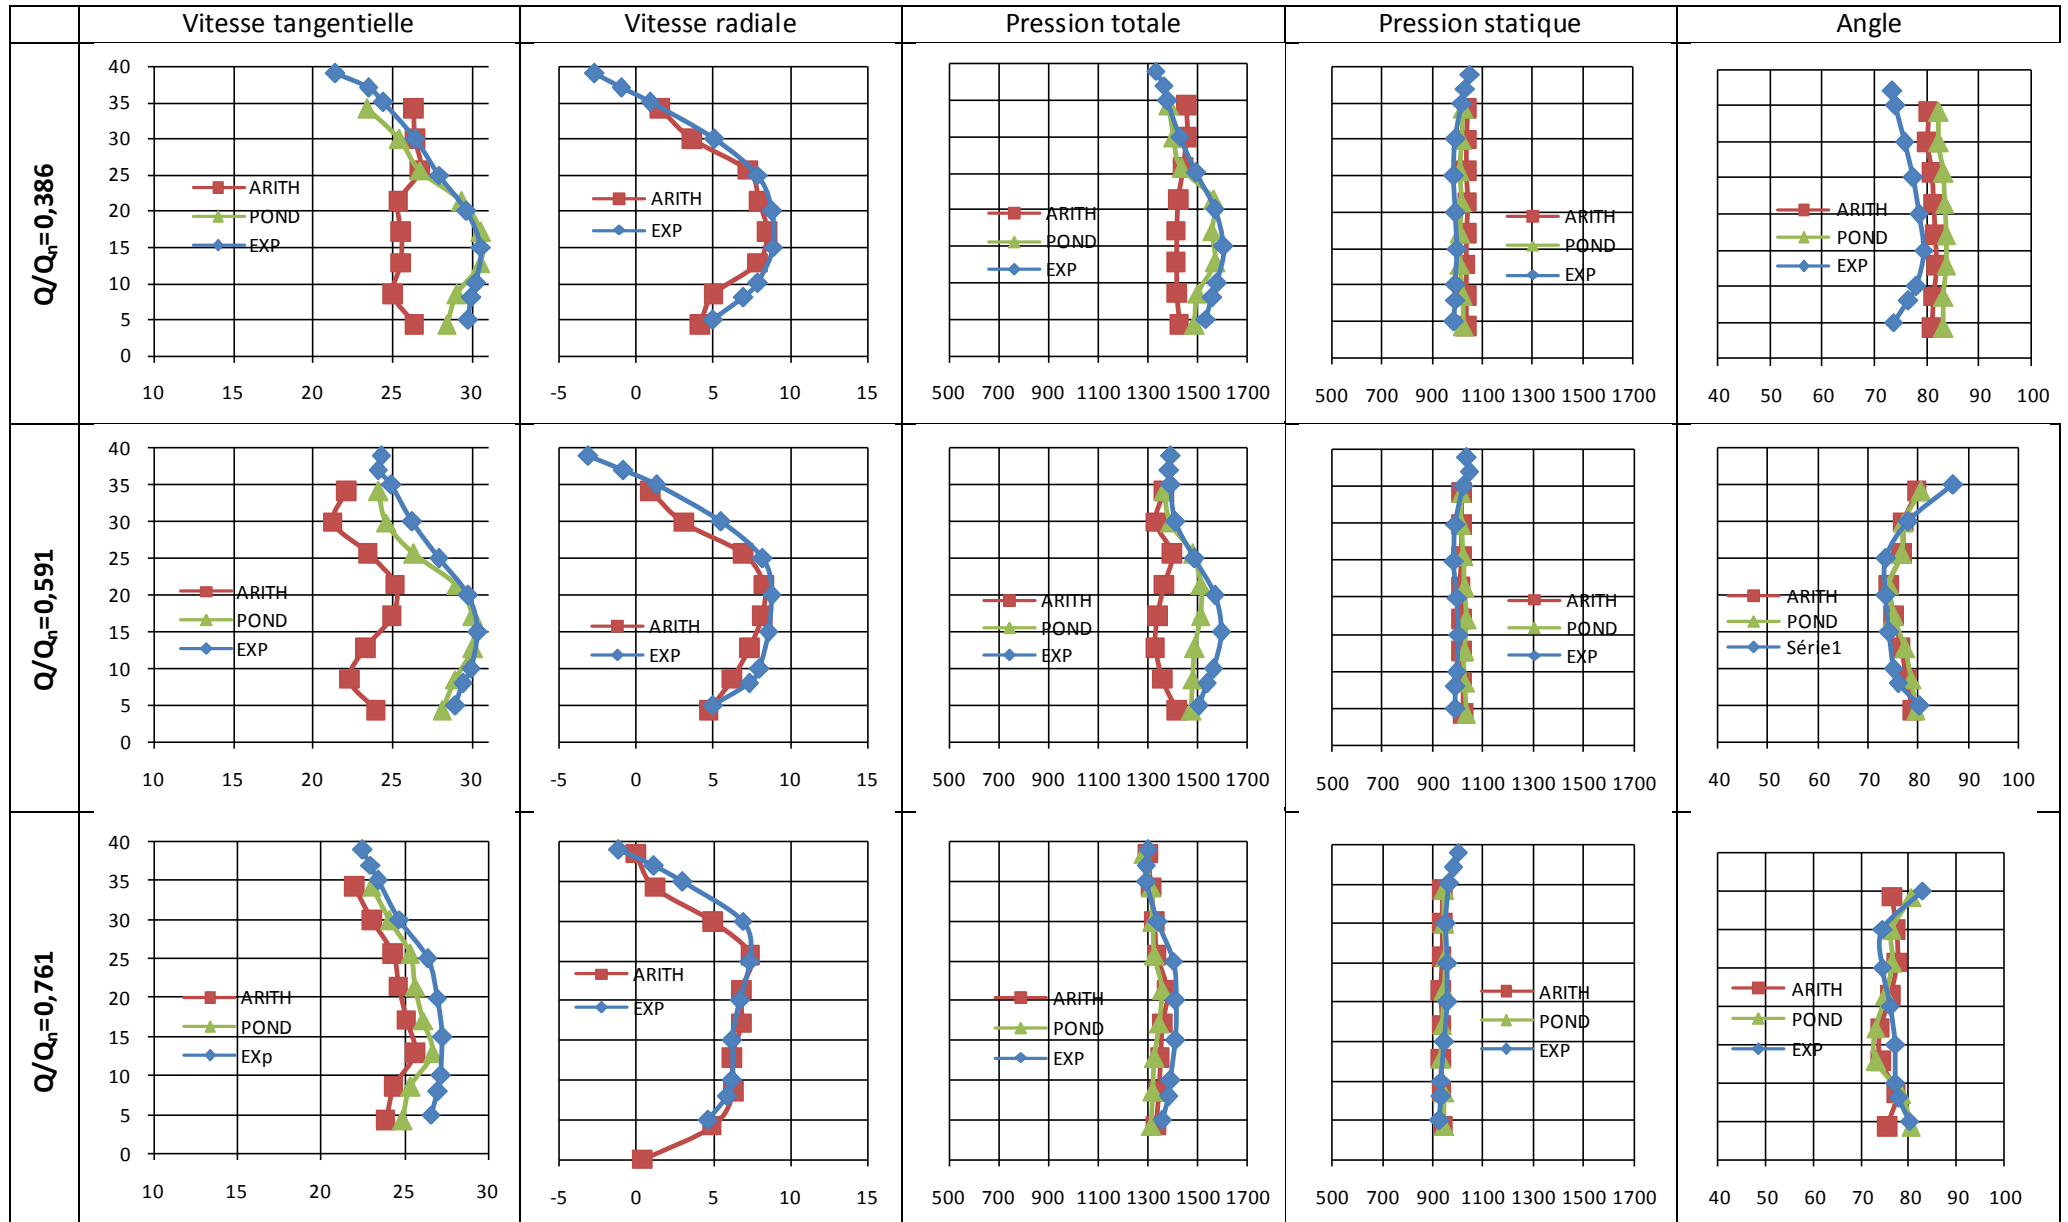 Vitesse tangentielle Vitesse radiale Pression totale Pression statique Angle
Q/Qn=0,386
40
35
30
25
20
15
10
5
0
10 15 20 25 30
ARITH
POND
EXP
-5 0 5 10 15
ARITH
EXP
500 700 900 1100 1300 1500 1700
ARITH
POND
EXP
500 700 900 1100 1300 1500 1700
ARITH
POND
EXP
40 50 60 70 80 90 100
ARITH
POND
EXP
Q/Qn=0,591
40
35
30
25
20
15
10
5
0
10 15 20 25 30
ARITH
POND
EXP
-5 0 5 10 15
ARITH
EXP
500 700 900 1100 1300 1500 1700
ARITH
POND
EXP
500 700 900 1100 1300 1500 1700
ARITH
POND
EXP
40 50 60 70 80 90 100
ARITH
POND
Série1
Q/Qn=0,761
40
35
30
25
20
15
10
5
0
10 15 20 25 30
ARITH
POND
EXp
-5 0 5 10 15
ARITH
EXP
500 700 900 1100 1300 1500 1700
ARITH
POND
EXP
500 700 900 1100 1300 1500 1700
ARITH
POND
EXP
40 50 60 70 80 90 100
ARITH
POND
EXP